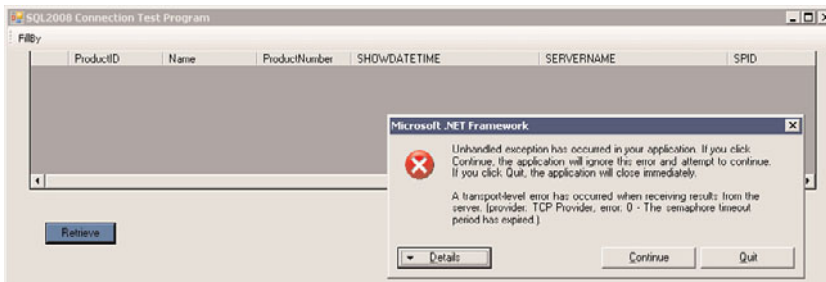 SQL2008 Connection Test Program
FillBy
ProductID Name ProductNumber SHOWDATETIME SERVERNAME SPID
Microsoft .NET Framework
Unhandled exception has occurred in your application. If you click
Continue, the application will ignore this error and attempt to continue.
If you click Quit, the application will close immediately.
A transport-level error has occurred when receiving results from the
server. (provider: TCP Provider, error: 0 - The semaphore timeout
period has expired.)
Retrieve
Details Continue Quit